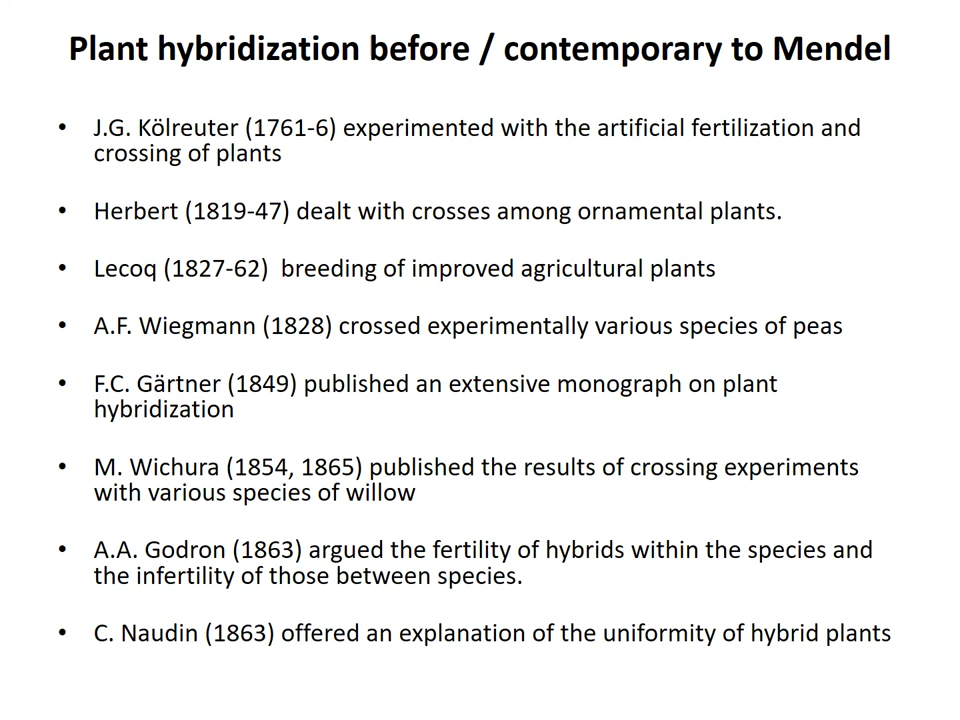 Plant hybridization before / contemporary to Mendel
• J.G. Kölreuter (1761-6) experimented with the artificial fertilization and
crossing of plants
• Herbert (1819-47) dealt with crosses among ornamental plants.
• Lecoq (1827-62)  breeding of improved agricultural plants
• A.F. Wiegmann (1828) crossed experimentally various species of peas
• F.C. Gärtner (1849) published an extensive monograph on plant
hybridization
• M. Wichura (1854, 1865) published the results of crossing experiments
with various species of willow
• A.A. Godron (1863) argued the fertility of hybrids within the species and
the infertility of those between species.
• C. Naudin (1863) offered an explanation of the uniformity of hybrid plants